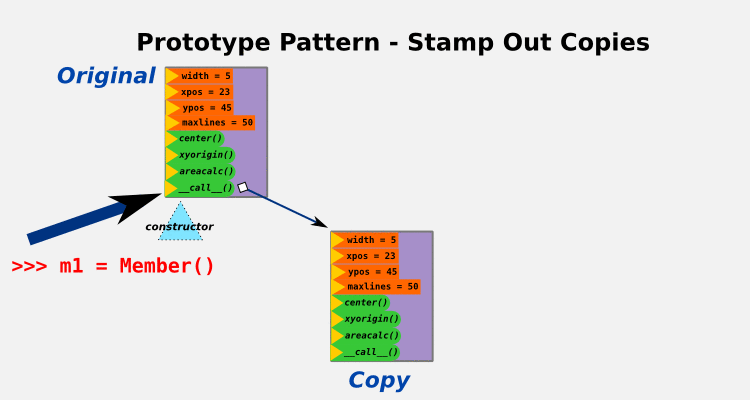 Prototype Pattern - Stamp Out Copies
Original
width = 5
xpos = 23
ypos = 45
maxlines = 50
center()
xyorigin()
areacalc()
__call__()
constructor
>>> m1 = Member()
width = 5
xpos = 23
ypos = 45
maxlines = 50
center()
xyorigin()
areacalc()
__call__()
Copy